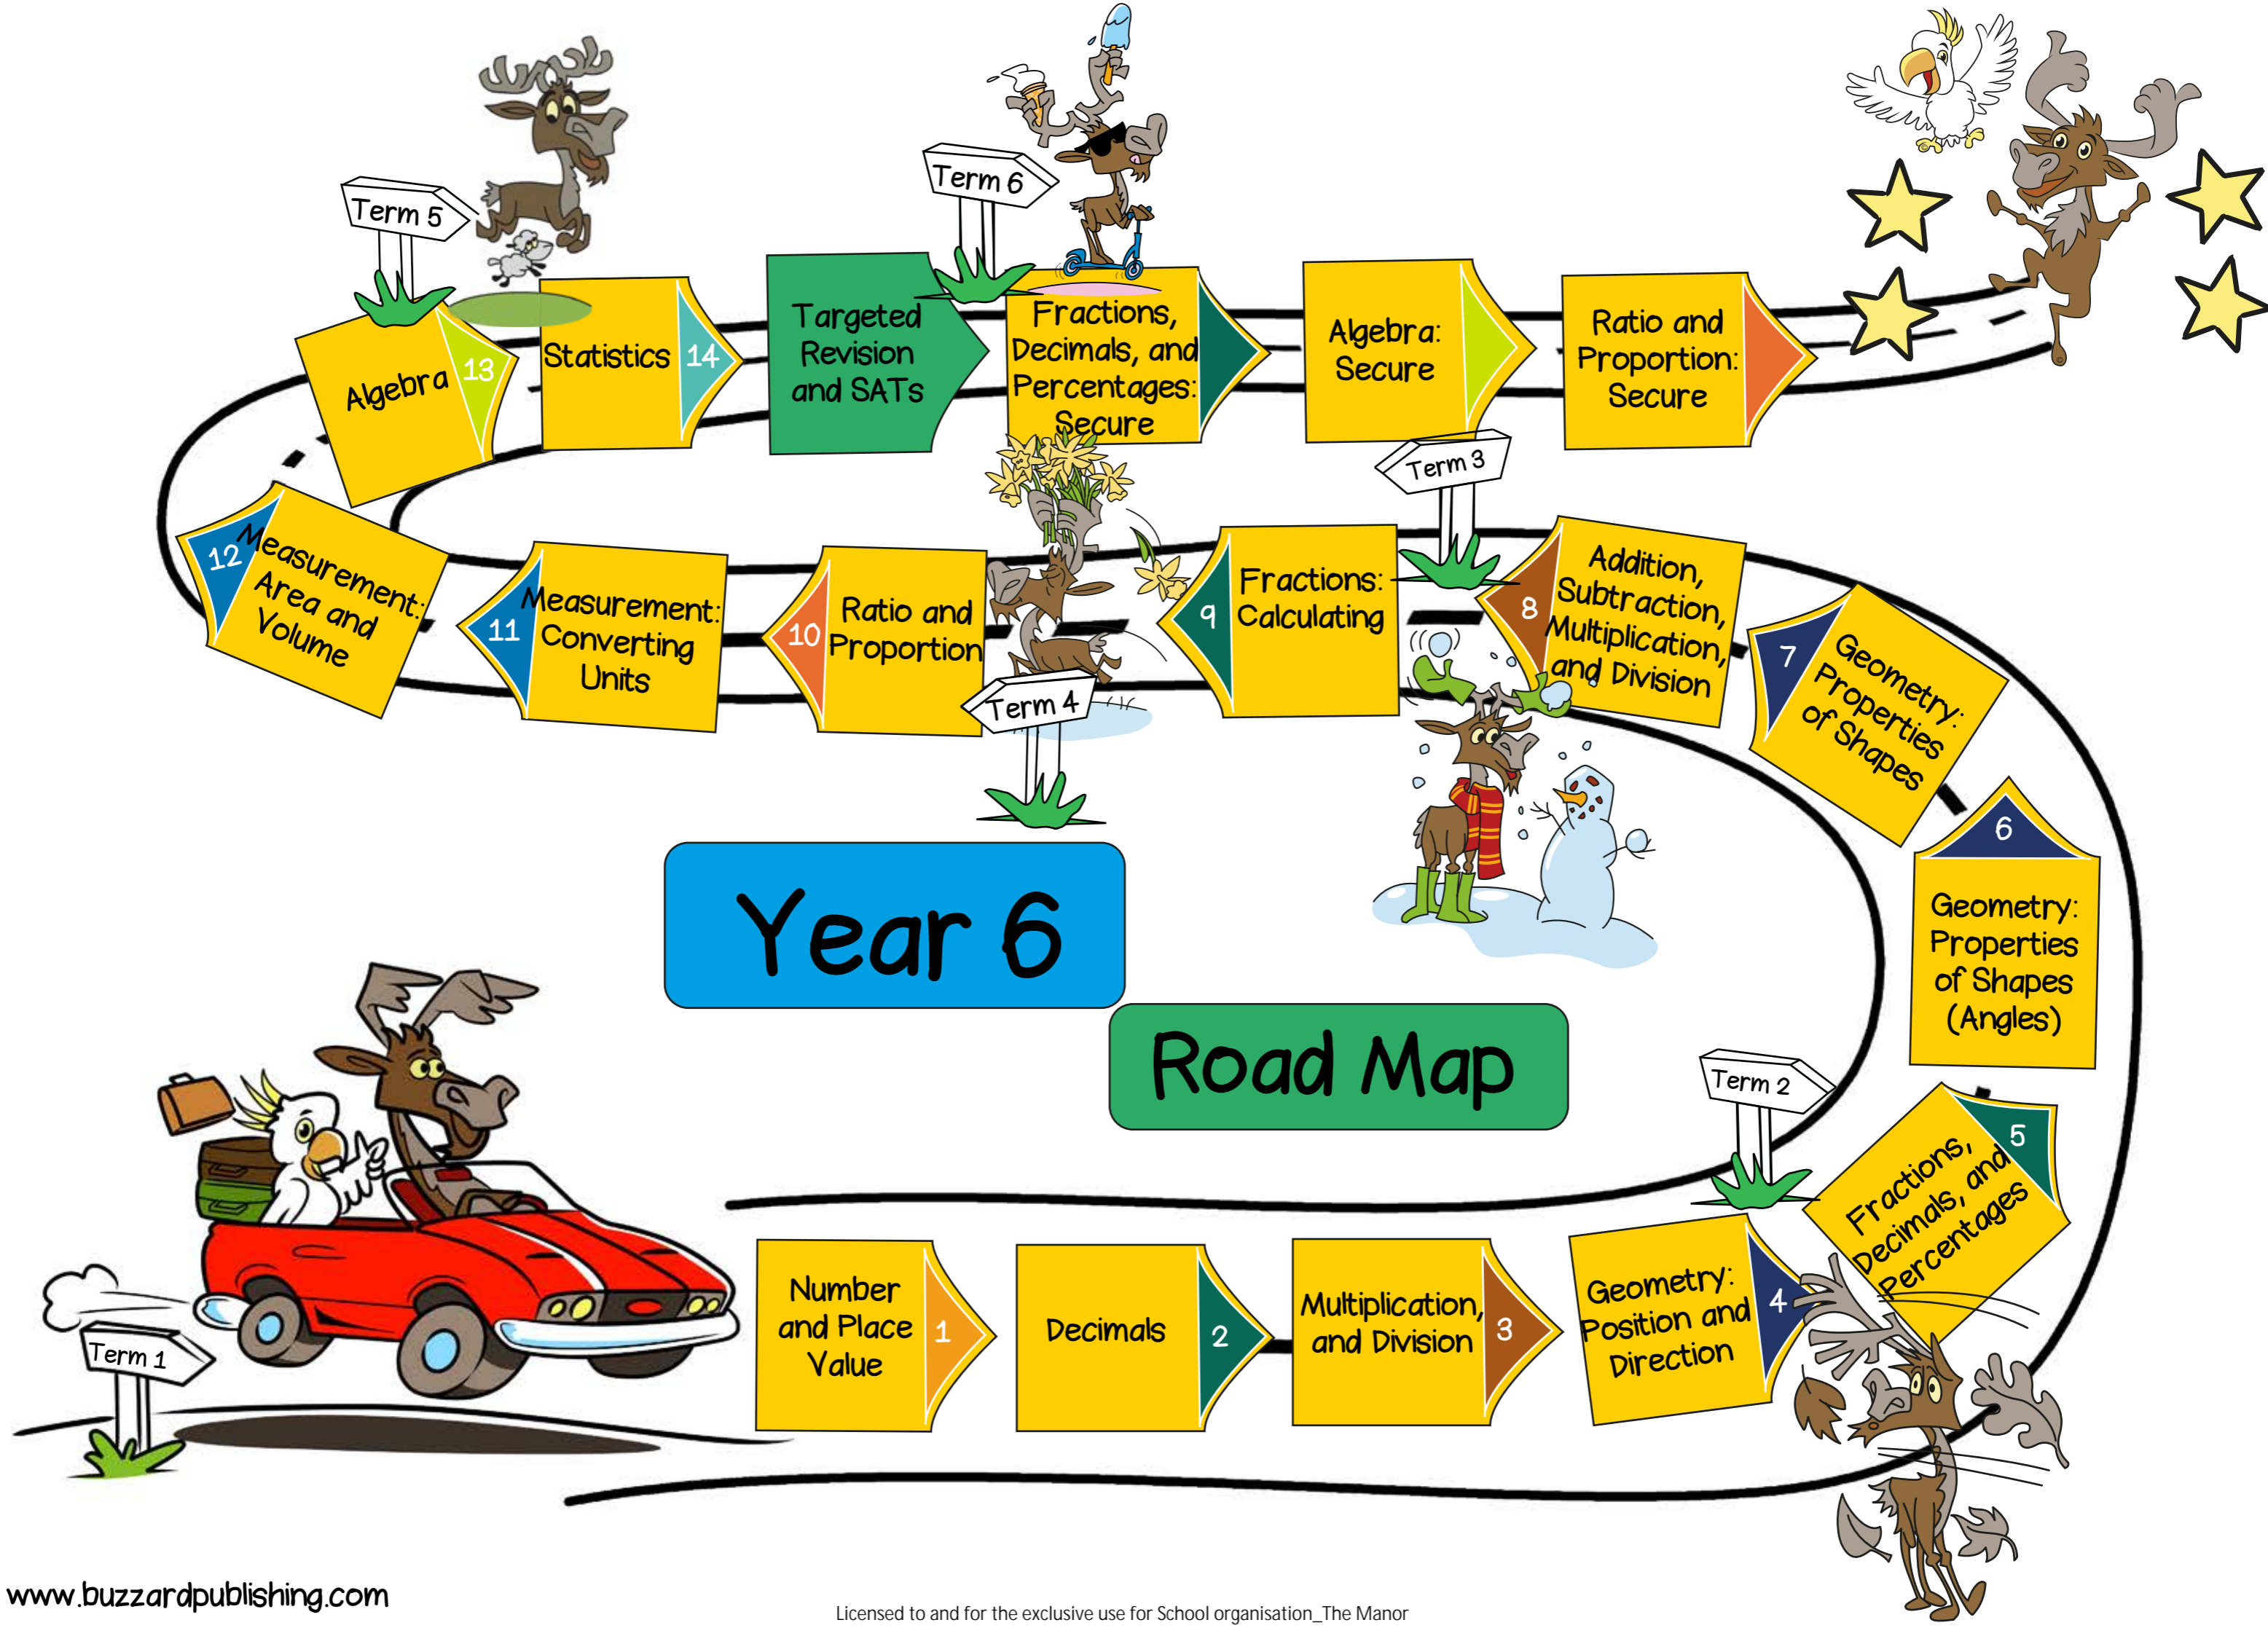 Term 1
Number
and Place
Value
1
Decimals
2
Multiplication,
and Division
3
Geometry:
Position and
Direction
4
Term 2
Fractions,
Decimals, and
Percentages
5
Geometry:
Properties
of Shapes
(Angles)
6
Geometry:
Properties
of Shapes
7
Addition,
Subtraction,
Multiplication,
and Division
8
Term 3
Fractions:
Calculating
9
Term 4
Ratio and
Proportion
10
Measurement:
Converting
Units
11
Measurement:
Area and
Volume
12
Term 5
Algebra
13
Statistics
14
Targeted
Revision
and SATs
Term 6
Fractions,
Decimals, and
Percentages:
Secure
Algebra:
Secure
Ratio and
Proportion:
Secure
Year 6
Road Map
www.buzzardpublishing.com
Licensed to and for the exclusive use for School organisation_The Manor